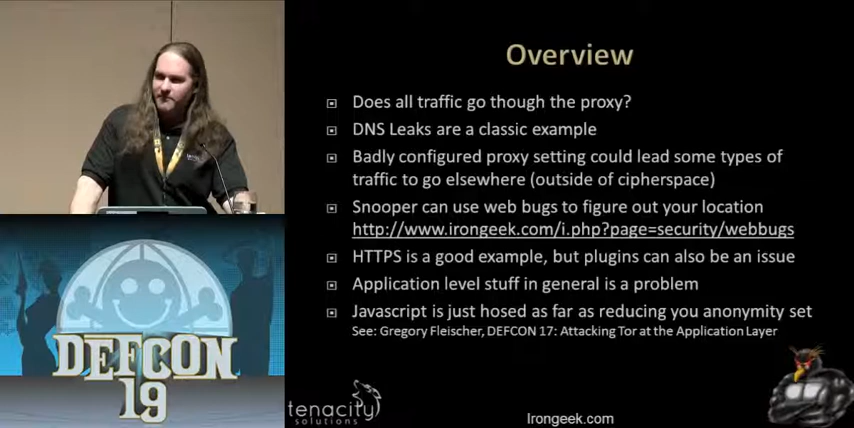 Overview
Does all traffic go though the proxy?
DNS Leaks are a classic example
Badly configured proxy setting could lead some types of
traffic to go elsewhere (outside of cipherspace)
Snooper can use web bugs to figure out your location
http://www.irongeek.com/i.php?page=security/webbugs
HTTPS is a good example, but plugins can also be an issue
Application level stuff in general is a problem
Javascript is just hosed as far as reducing you anonymity set
See: Gregory Fleischer, DEFCON 17: Attacking Tor at the Application Layer
DEFCON
19
tenacity
solutions
Irongeek.com